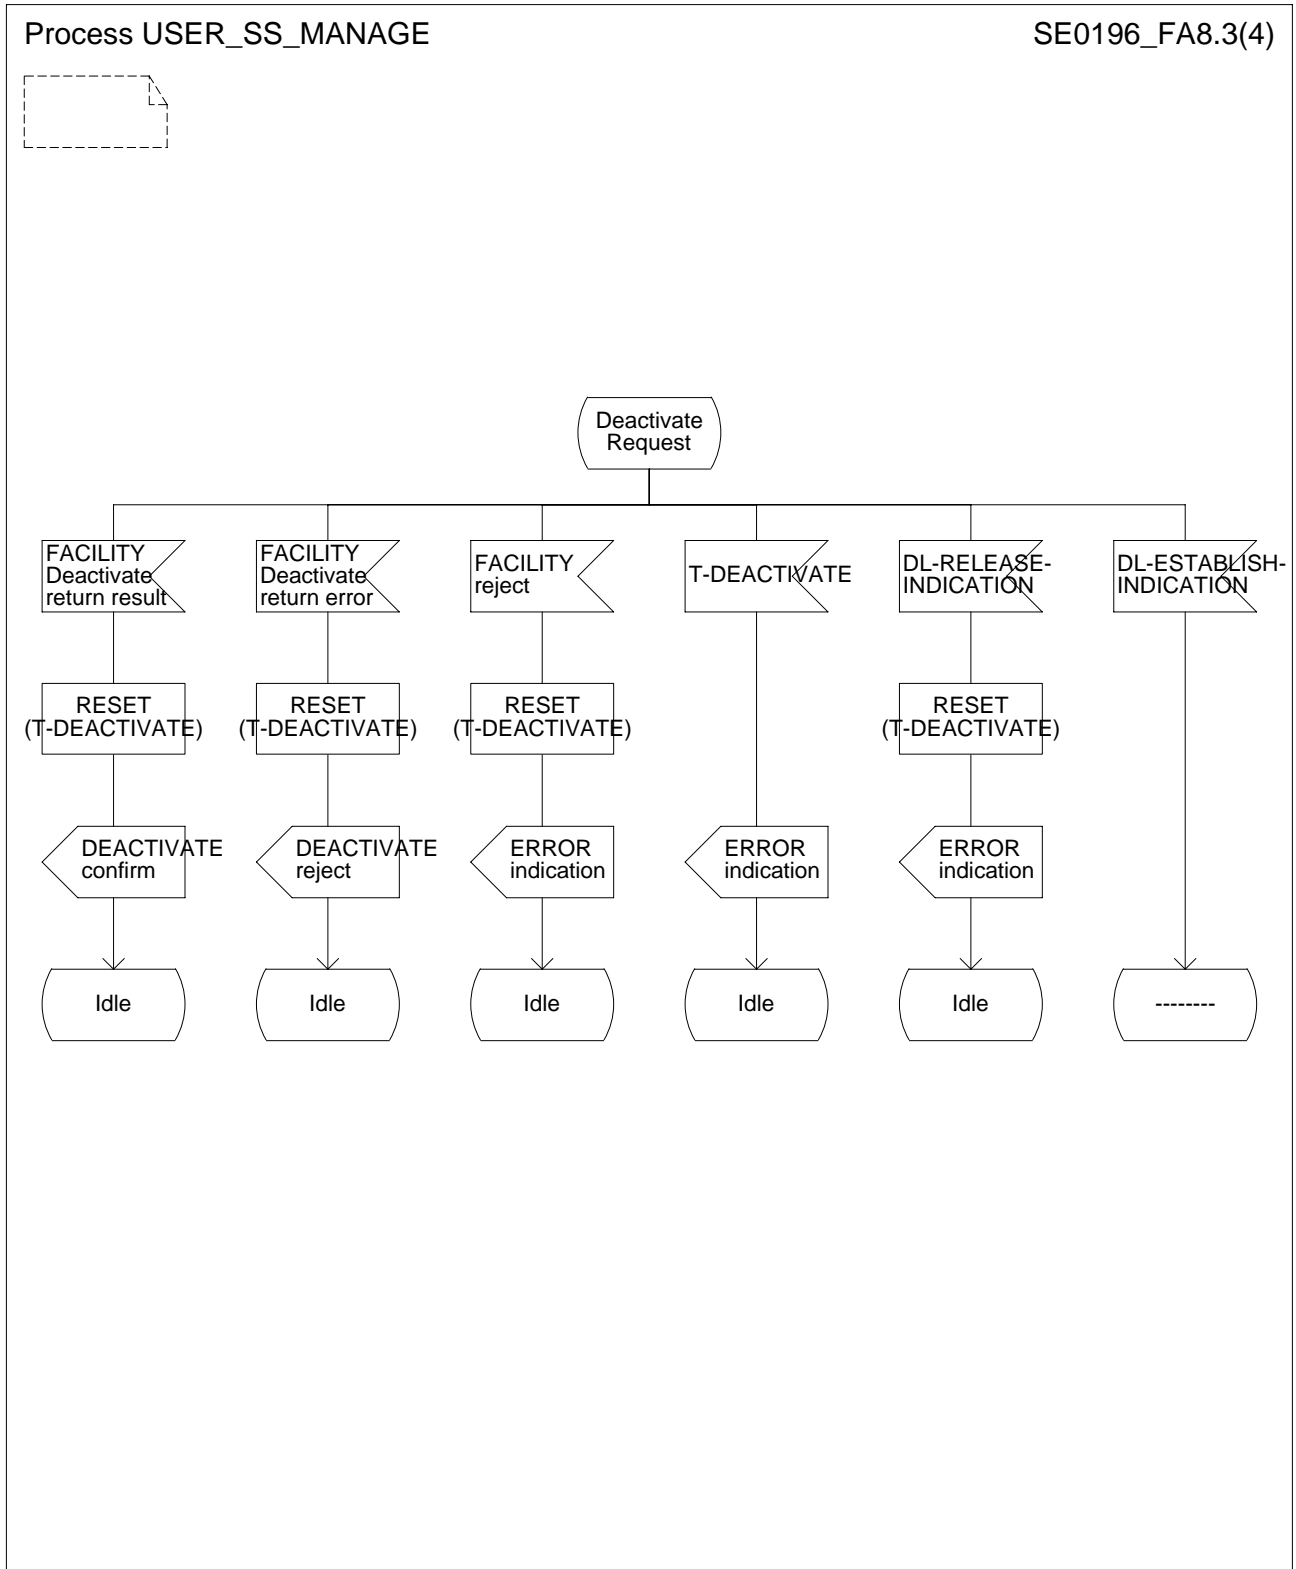 Process USER_SS_MANAGE
SE0196_FA8.3(4)
Deactivate
Request
FACILITY
Deactivate
return result
FACILITY
Deactivate
return error
FACILITY
reject
T-DEACTIVATE
DL-RELEASE-
INDICATION
DL-ESTABLISH-
INDICATION
RESET
(T-DEACTIVATE)
RESET
(T-DEACTIVATE)
RESET
(T-DEACTIVATE)
RESET
(T-DEACTIVATE)
DEACTIVATE
confirm
DEACTIVATE
reject
ERROR
indication
ERROR
indication
ERROR
indication
Idle
Idle
Idle
Idle
Idle
--------